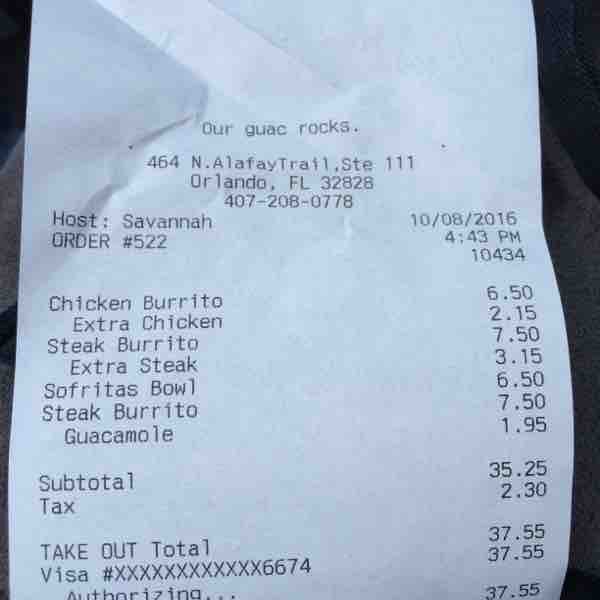 Our guac rocks.
464 N.AlafayTrail,Ste 111
Orlando, FL 32828
407-208-0778
Host: Savannah 10/08/2016
ORDER #522 4:43 PM
10434
Chicken Burrito 6.50
Extra Chicken 2.15
Steak Burrito 7.50
Extra Steak 3.15
Sofritas Bowl 6.50
Steak Burrito 7.50
Guacamole 1.95
Subtotal 35.25
Tax 2.30
TAKE OUT Total 37.55
Visa #XXXXXXXXXXXX6674 37.55
Authorizing... 37.55